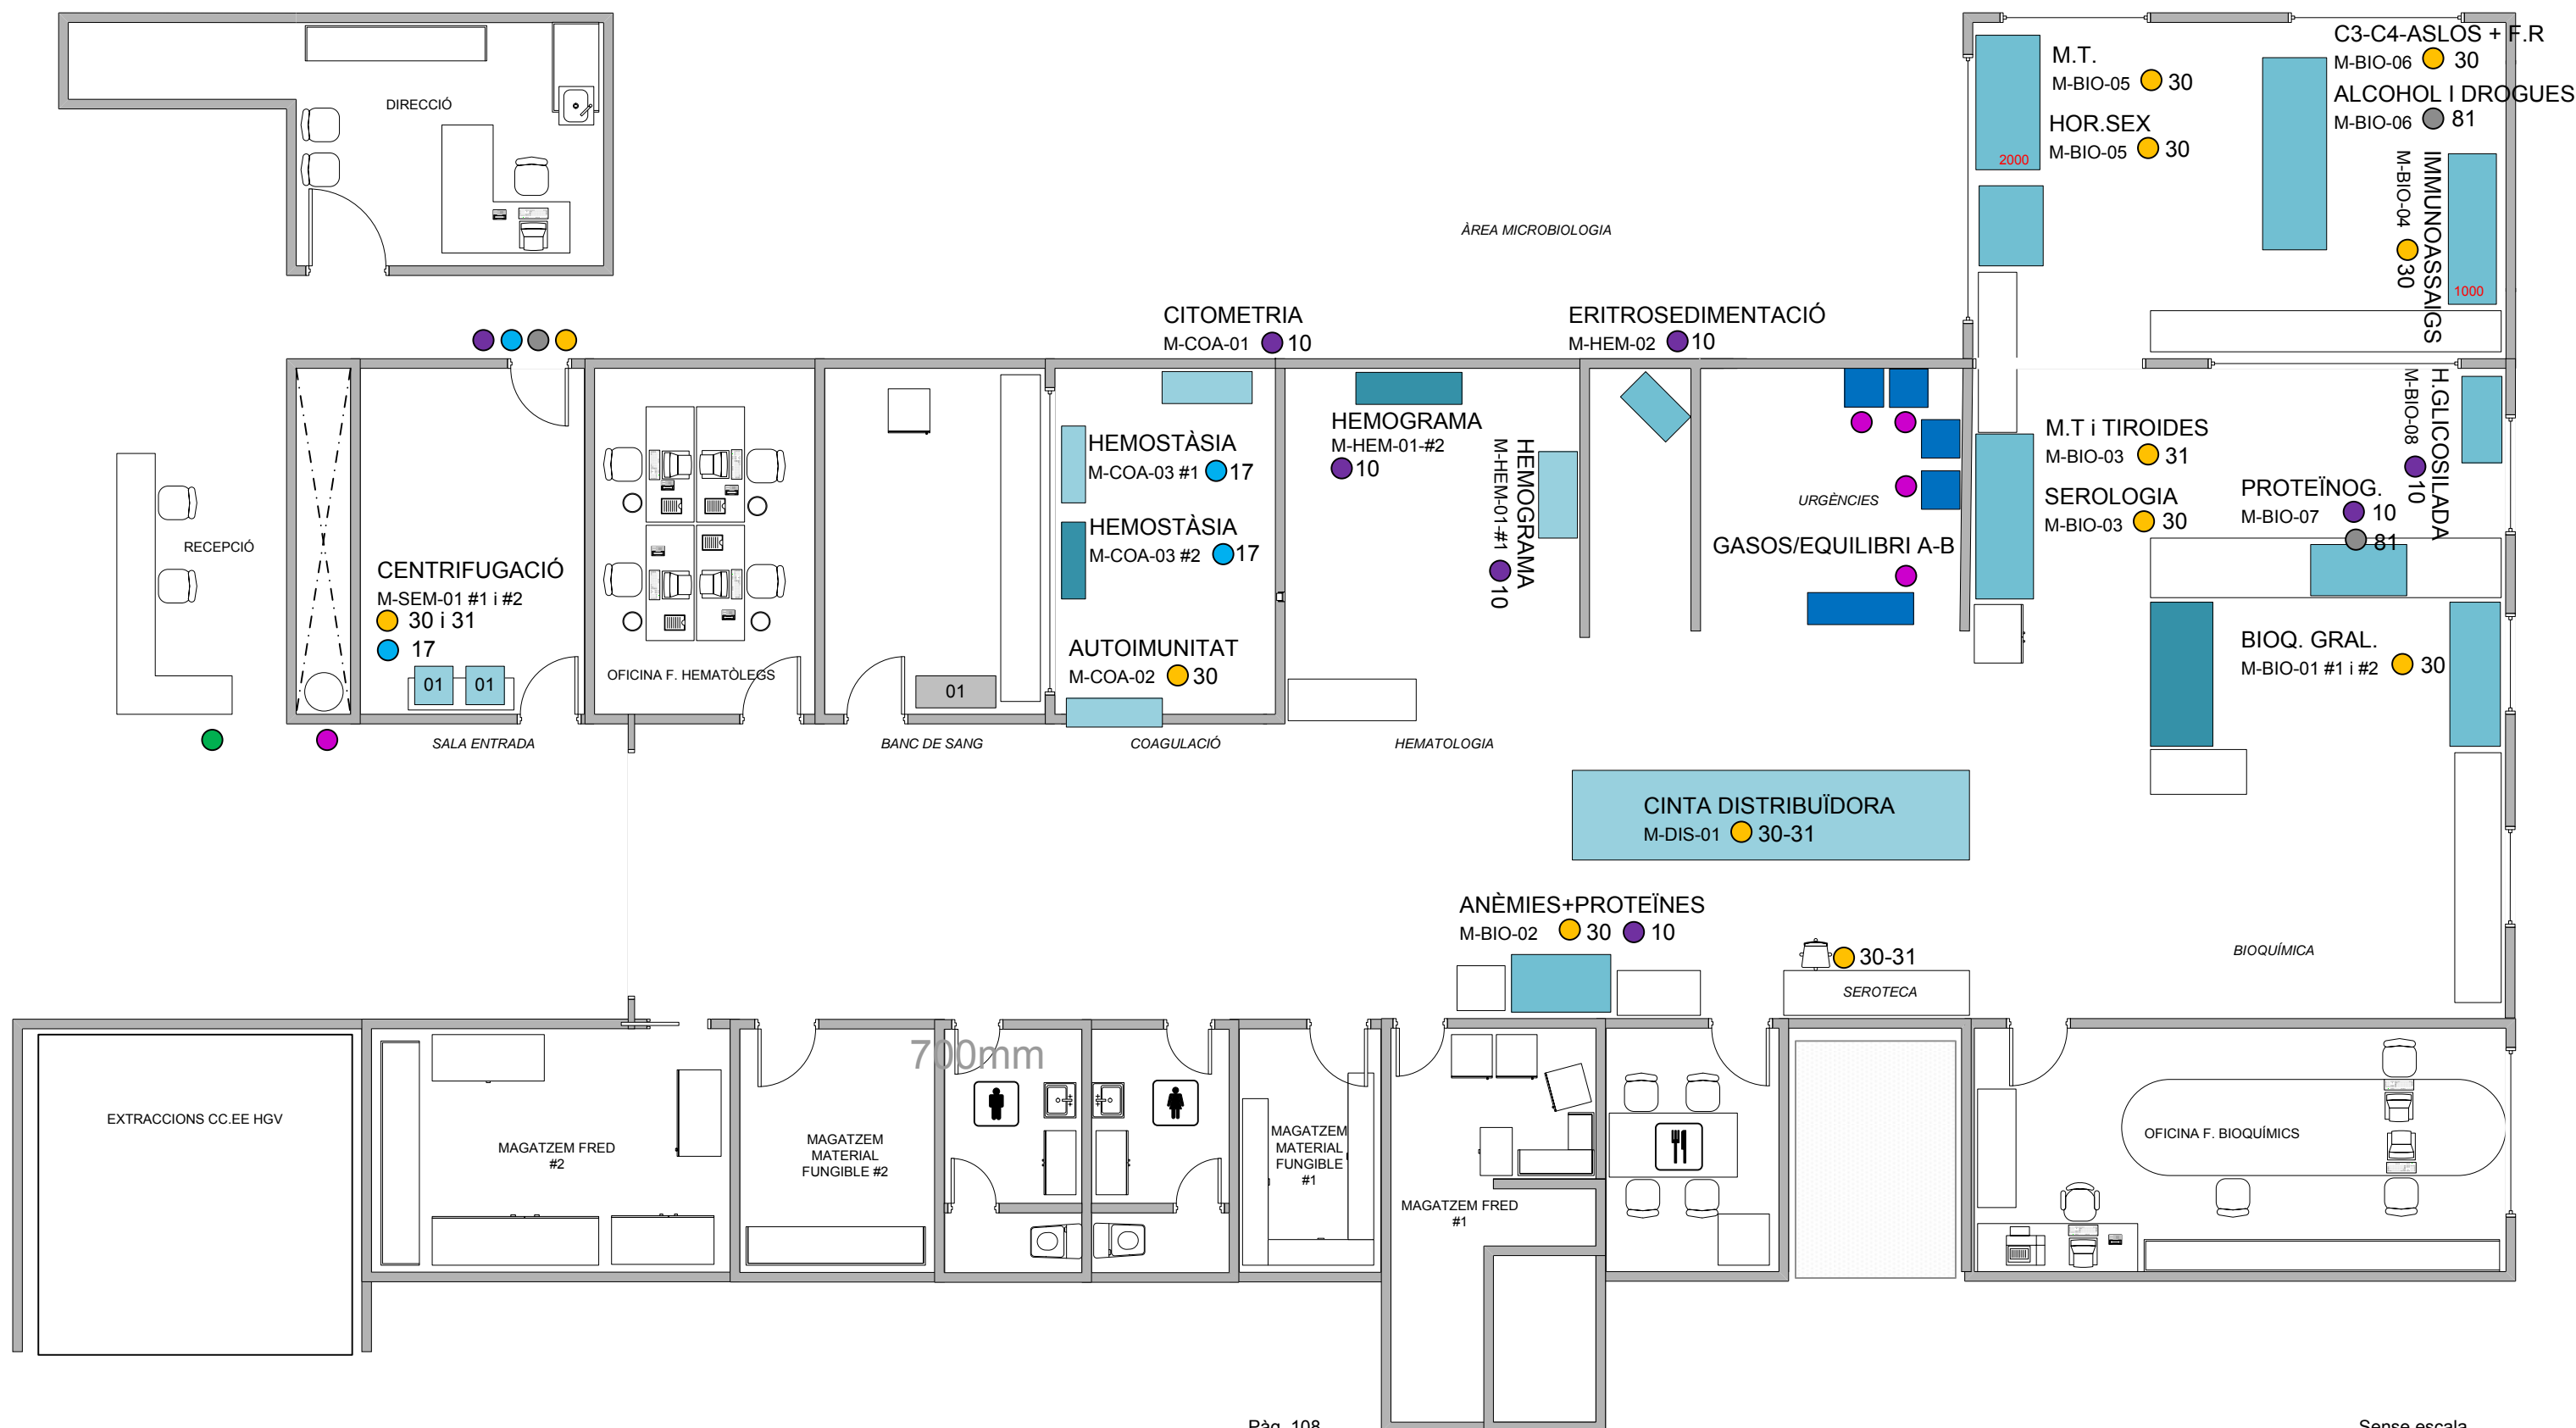 DIRECCIÓ
C3-C4-ASLOS + F.R
M-BIO-06 30
ALCOHOL I DROGUES
M-BIO-06 81
M.T.
M-BIO-05 30
HOR.SEX
M-BIO-05 30
2000
IMMUNOASSAIGS
M-BIO-04 30
1000
ÀREA MICROBIOLOGIA
CITOMETRIA
M-COA-01 10
ERITROSEDIMENTACIÓ
M-HEM-02 10
RECEPCIÓ
CENTRIFUGACIÓ
M-SEM-01 #1 i #2
30 i 31
17
01
01
OFICINA F. HEMATÒLEGS
01
HEMOSTÀSIA
M-COA-03 #1 17
HEMOSTÀSIA
M-COA-03 #2 17
AUTOIMUNITAT
M-COA-02 30
HEMOGRAMA
M-HEM-01-#2
10
HEMOGRAMA
M-HEM-01-#1 10
URGÈNCIES
GASOS/EQUILIBRI A-B
M.T i TIROIDES
M-BIO-03 31
SEROLOGIA
M-BIO-03 30
H.GLICOSILADA
M-BIO-08 10
PROTEÏNOG.
M-BIO-07 10
81
BIOQ. GRAL.
M-BIO-01 #1 i #2 30
SALA ENTRADA
BANC DE SANG
COAGULACIÓ
HEMATOLOGIA
CINTA DISTRIBUÏDORA
M-DIS-01 30-31
ANÈMIES+PROTEÏNES
M-BIO-02 30 10
30-31
SEROTECA
BIOQUÍMICA
700mm
EXTRACCIONS CC.EE HGV
MAGATZEM FRED
#2
MAGATZEM
MATERIAL
FUNGIBLE #2
MAGATZEM
MATERIAL
FUNGIBLE
#1
MAGATZEM FRED
#1
OFICINA F. BIOQUÍMICS
Pàg. 108
Sense escala